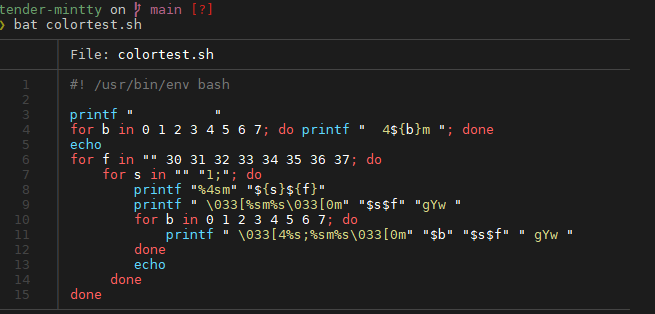 tender-mintty on main [?]
❯ bat colortest.sh
File: colortest.sh
1 #! /usr/bin/env bash
2
3 printf "          "
4 for b in 0 1 2 3 4 5 6 7; do printf "  4${b}m "; done
5 echo
6 for f in "" 30 31 32 33 34 35 36 37; do
7     for s in "" "1;"; do
8         printf "%4sm" "${s}${f}"
9         printf " \033[%sm%s\033[0m" "$s$f" "gYw "
10         for b in 0 1 2 3 4 5 6 7; do
11             printf " \033[4%s;%sm%s\033[0m" "$b" "$s$f" " gYw "
12         done
13         echo
14      done
15 done